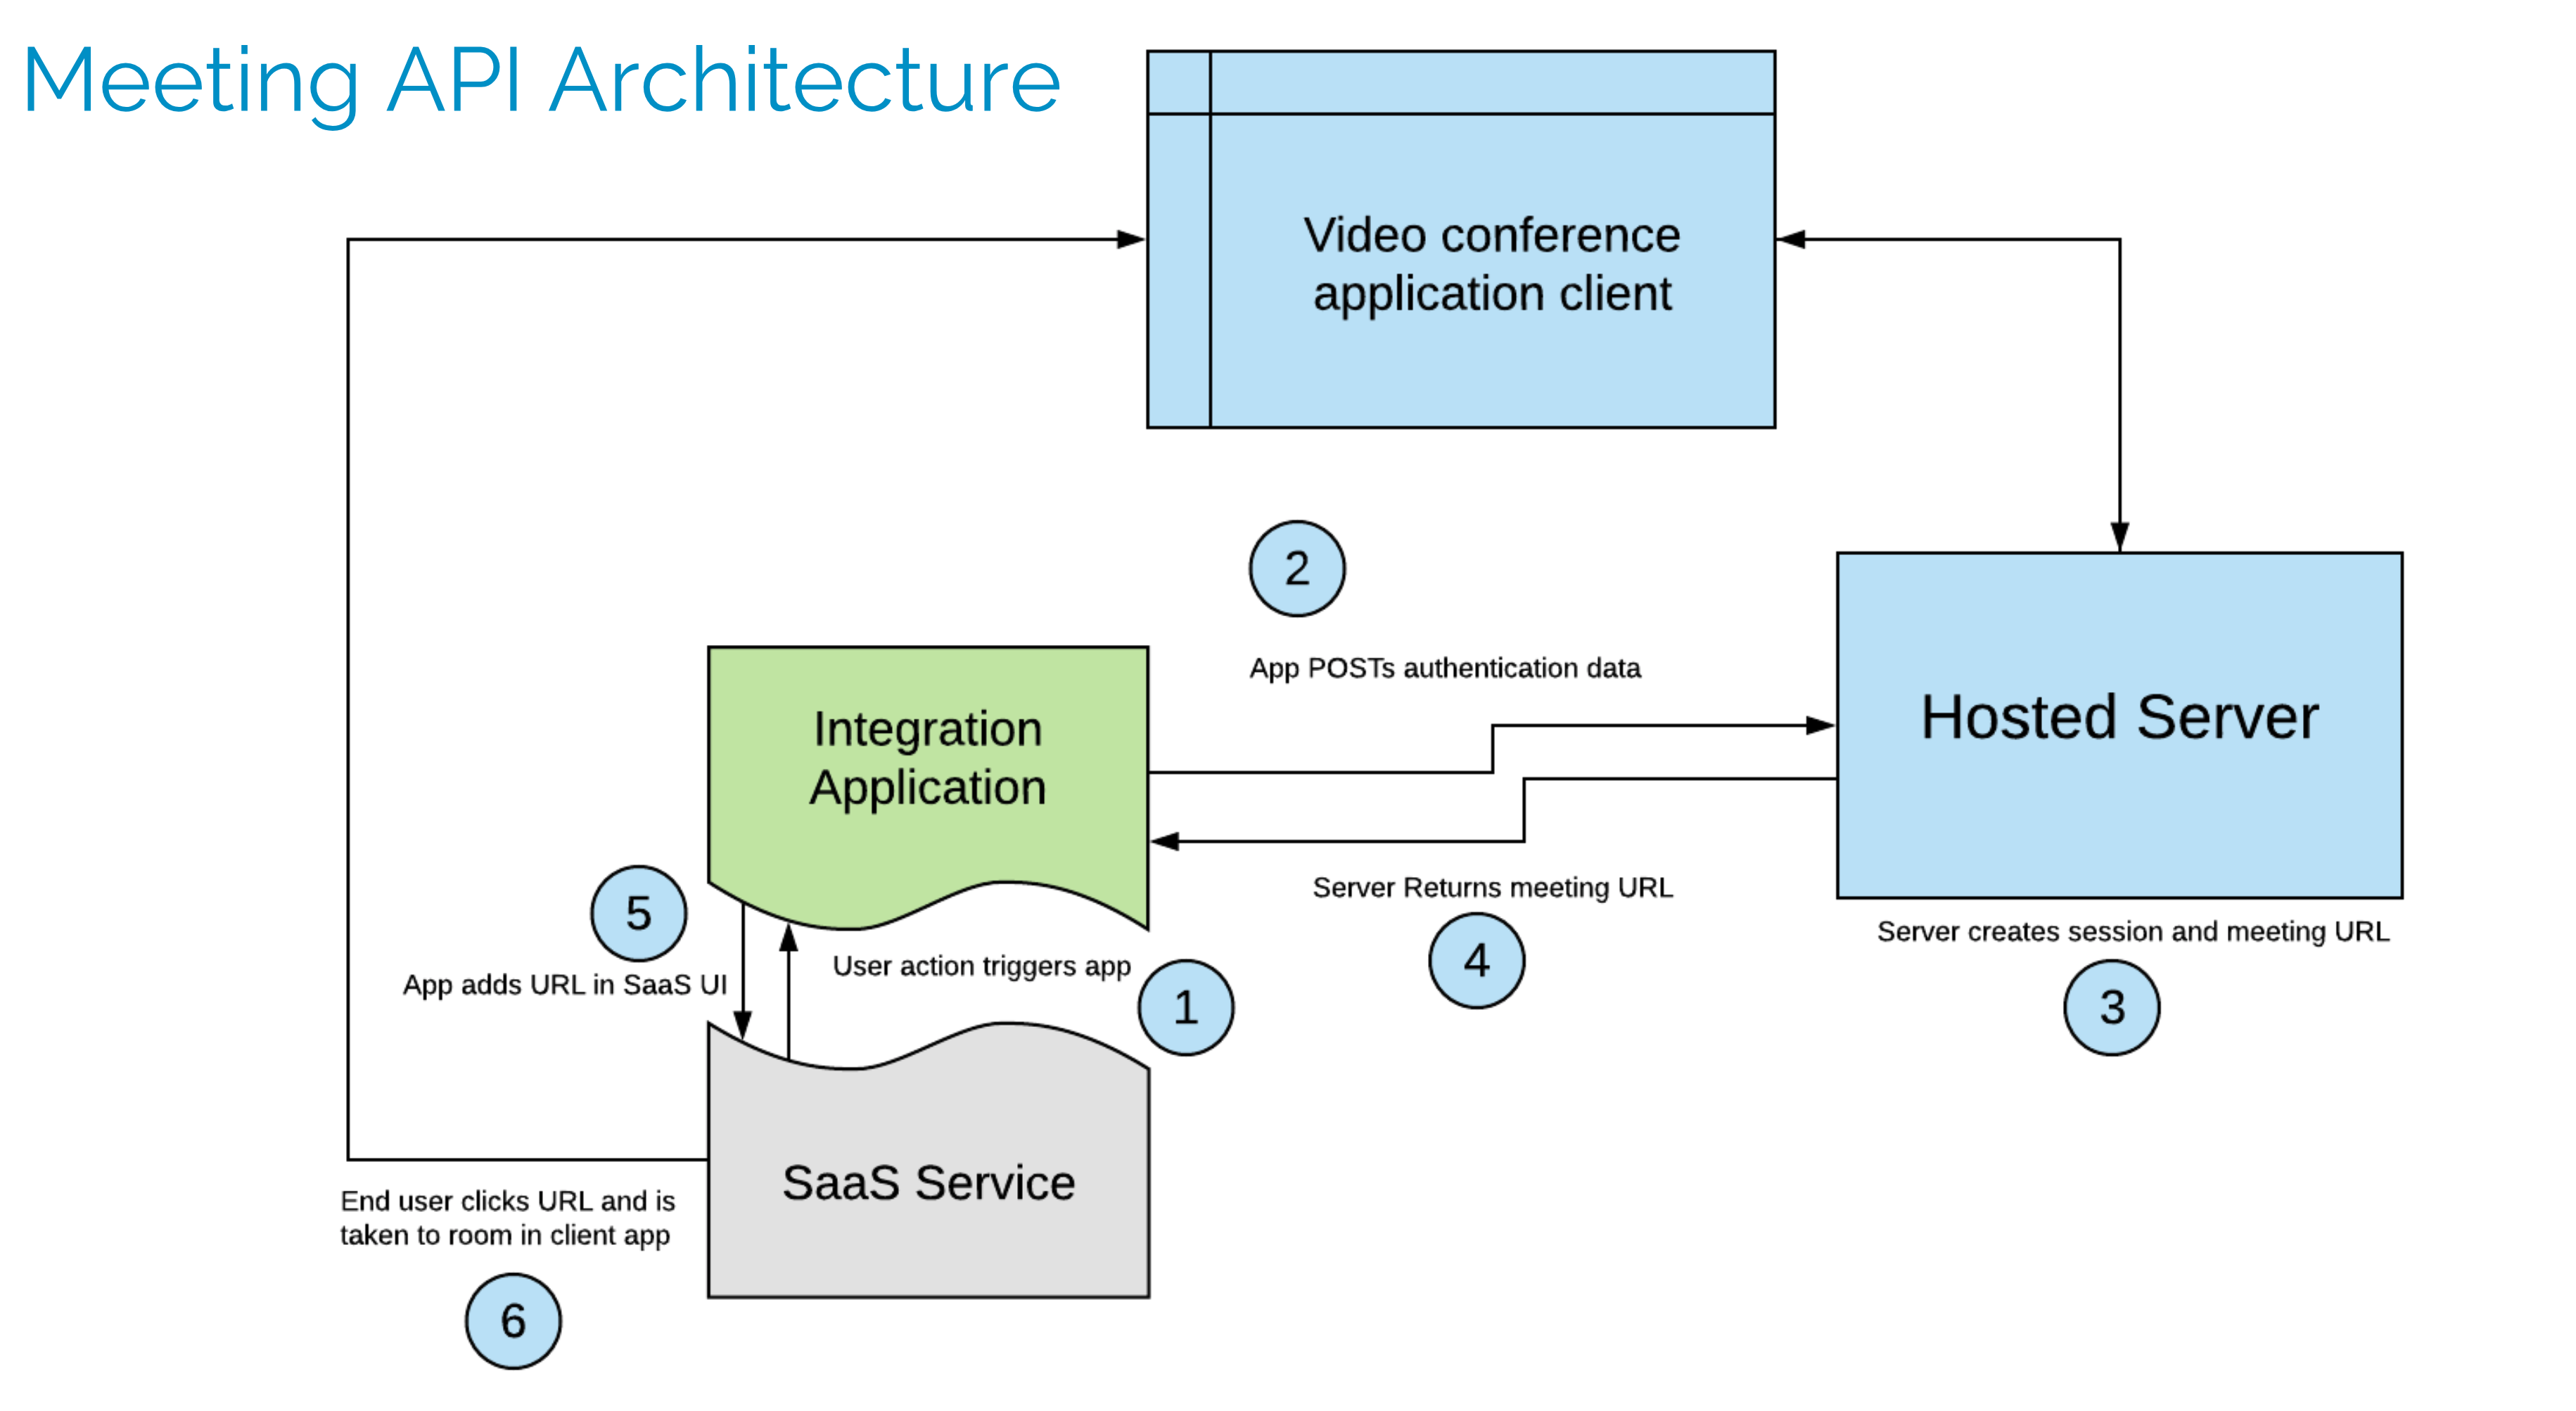 Meeting API Architecture
Video conference
application client
2
App POSTs authentication data
Integration
Application
Hosted Server
5
App adds URL in SaaS UI
User action triggers app
1
Server Returns meeting URL
4
Server creates session and meeting URL
3
SaaS Service
End user clicks URL and is
taken to room in client app
6